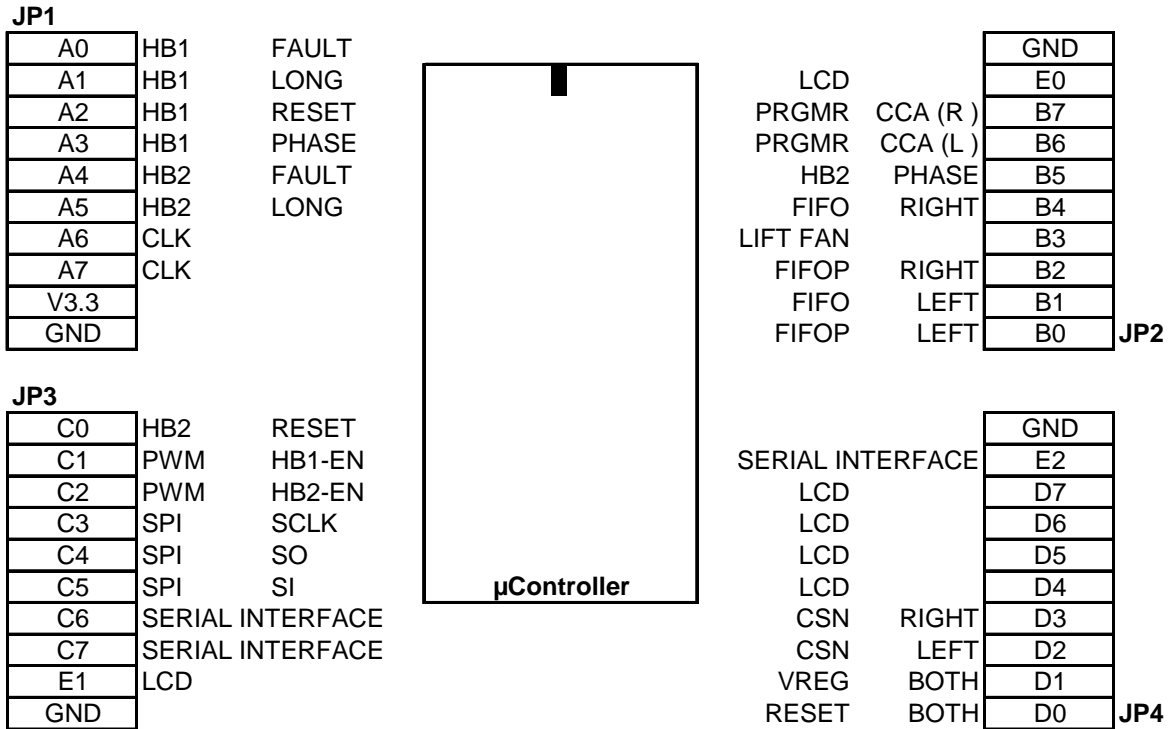 JP1
A0 HB1 FAULT
A1 HB1 LONG
A2 HB1 RESET
A3 HB1 PHASE
A4 HB2 FAULT
A5 HB2 LONG
A6 CLK
A7 CLK
V3.3
GND
GND
LCD E0
PRGMR CCA (R ) B7
PRGMR CCA (L ) B6
HB2 PHASE B5
FIFO RIGHT B4
LIFT FAN B3
FIFOP RIGHT B2
FIFO LEFT B1
FIFOP LEFT B0 JP2
µController
JP3
C0 HB2 RESET
C1 PWM HB1-EN
C2 PWM HB2-EN
C3 SPI SCLK
C4 SPI SO
C5 SPI SI
C6 SERIAL INTERFACE
C7 SERIAL INTERFACE
E1 LCD
GND
GND
SERIAL INTERFACE E2
LCD D7
LCD D6
LCD D5
LCD D4
CSN RIGHT D3
CSN LEFT D2
VREG BOTH D1
RESET BOTH D0 JP4